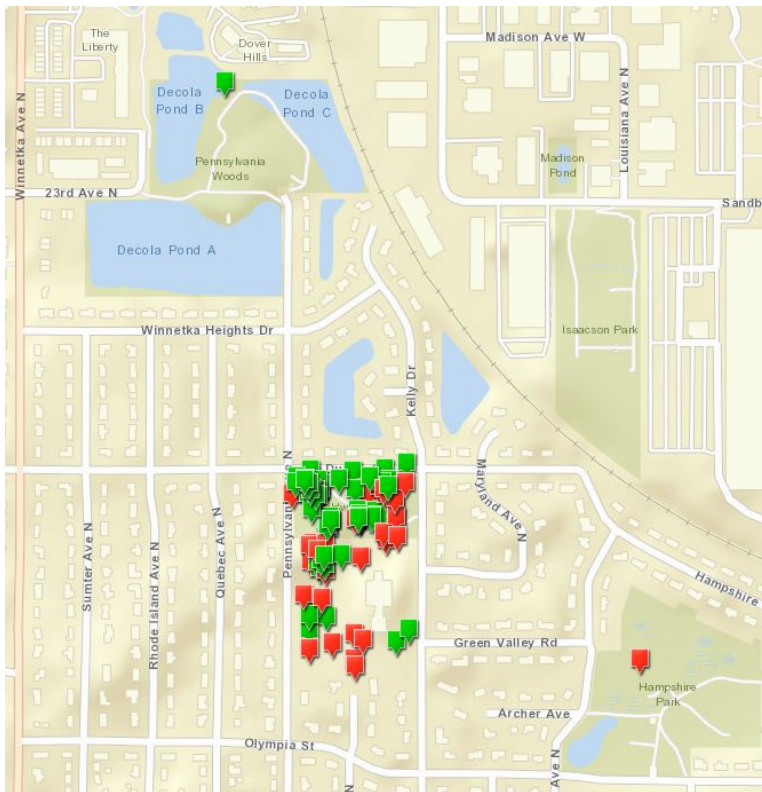 The
Liberty
Dover
Hills
Madison Ave W
Decola
Pond B
Decola
Pond C
Louisiana Ave N
Winnetka Ave N
Pennsylvania
Woods
Madison
Pond
23rd Ave N
Sandb
Decola Pond A
Winnetka Heights Dr
Isaacson Park
Kelly Dr
Maryland Ave N
Pennsylvan
N
Sumter Ave N
Rhode Island Ave N
Quebec Ave N
Hampshire
Green Valley Rd
Hampshire
Park
Archer Ave
Olympia St
Ave N
N